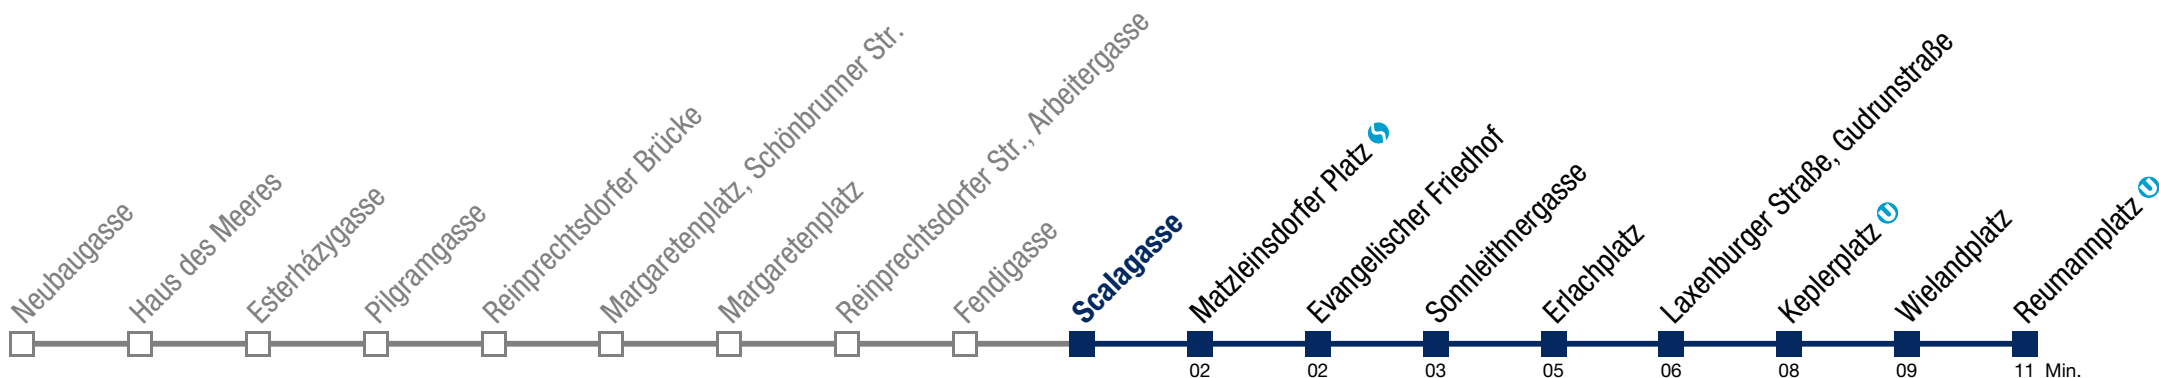 Neubaugasse
Haus des Meeres
Esterházygasse
Pilgramgasse
Reinprechtsdorfer Brücke
Margaretenplatz, Schönbrunner Str.
Margaretenplatz
Reinprechtsdorfer Str., Arbeitergasse
Fendigasse
Scalagasse
Matzleinsdorfer Platz S
Evangelischer Friedhof
Sonnleithnergasse
Erlachplatz
Laxenburger Straße, Gudrunstraße
Keplerplatz U
Wielandplatz
Reumannplatz U
02 02 03 05 06 08 09 11 Min.